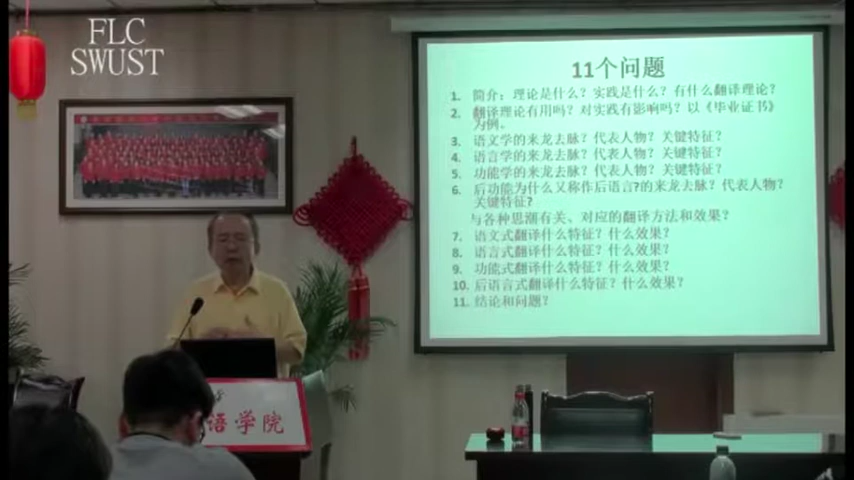 FLC
SWUST
11个问题
1. 简介：理论是什么？实践是什么？有什么翻译理论？
2. 翻译理论有用吗？对实践有影响吗？以《毕业证书》
为例。
3. 语文学的来龙去脉？代表人物？关键特征？
4. 语言学的来龙去脉？代表人物？关键特征？
5. 功能学的来龙去脉？代表人物？关键特征？
6. 后功能为什么又称作后语言?的来龙去脉？代表人物？
关键特征?
与各种思潮有关、对应的翻译方法和效果？
7. 语文式翻译什么特征？什么效果？
8. 语言式翻译什么特征？什么效果？
9. 功能式翻译什么特征？什么效果？
10. 后语言式翻译什么特征？什么效果？
11. 结论和问题？
语学院